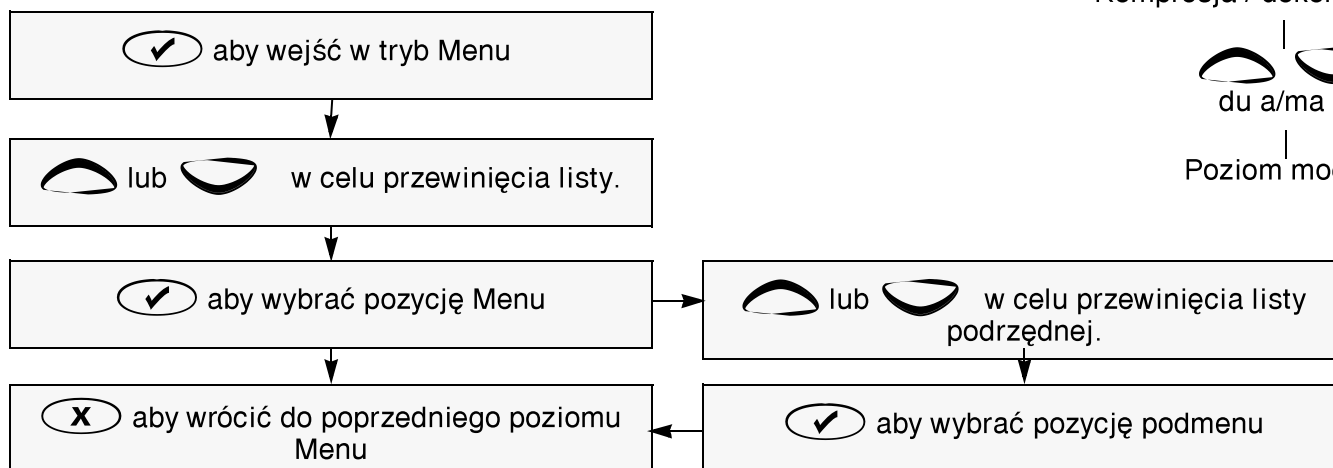 aby wejść w tryb Menu
lub w celu przewinięcia listy.
aby wybrać pozycję Menu
X aby wrócić do poprzedniego poziomu
Menu
lub w celu przewinięcia listy
podrzędnej.
aby wybrać pozycję podmenu
du a/ma
Poziom